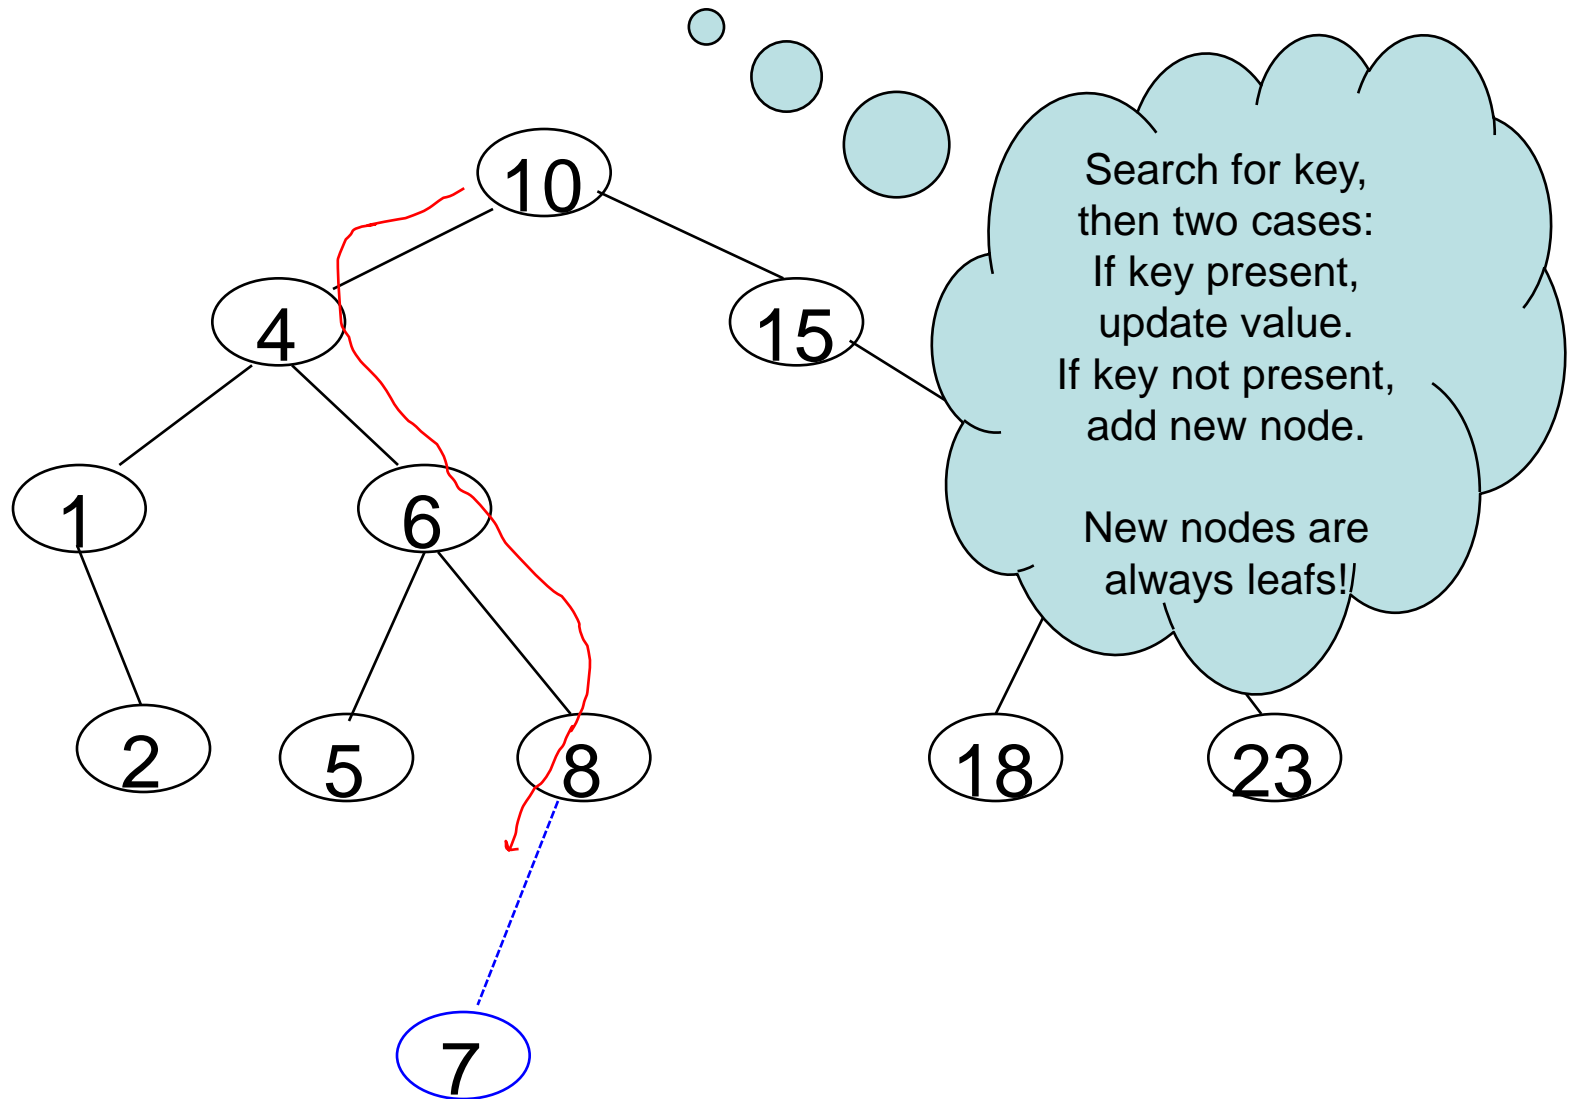 10
Search for key,
then two cases:
If key present,
update value.
If key not present,
add new node.
New nodes are
always leafs!
4
15
1
6
2
5
8
18
23
7